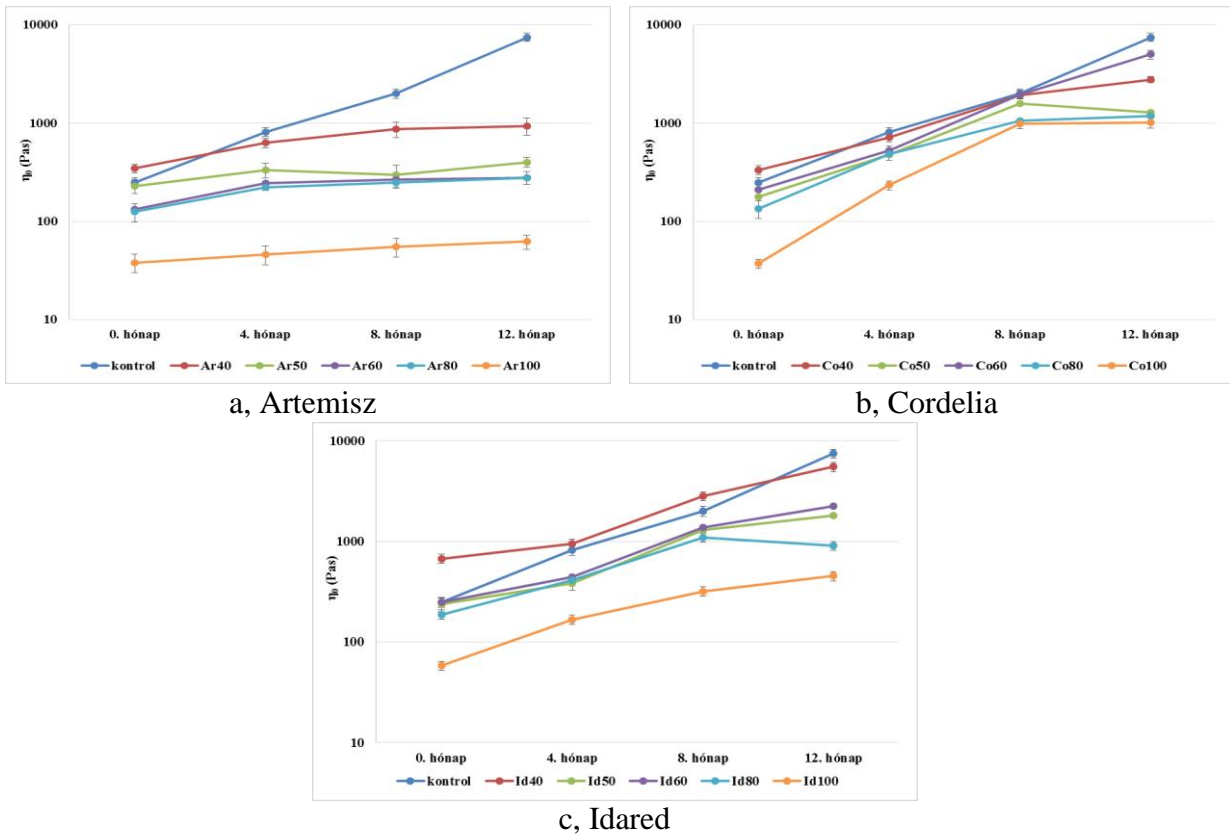 10000
1000
100
10
η₀ (Pas)
0. hónap 4. hónap 8. hónap 12. hónap
kontrol Ar40 Ar50 Ar60 Ar80 Ar100
a, Artemisz
10000
1000
100
10
η₀ (Pas)
0. hónap 4. hónap 8. hónap 12. hónap
kontrol Co40 Co50 Co60 Co80 Co100
b, Cordelia
10000
1000
100
10
η₀ (Pas)
0. hónap 4. hónap 8. hónap 12. hónap
kontrol Id40 Id50 Id60 Id80 Id100
c, Idared